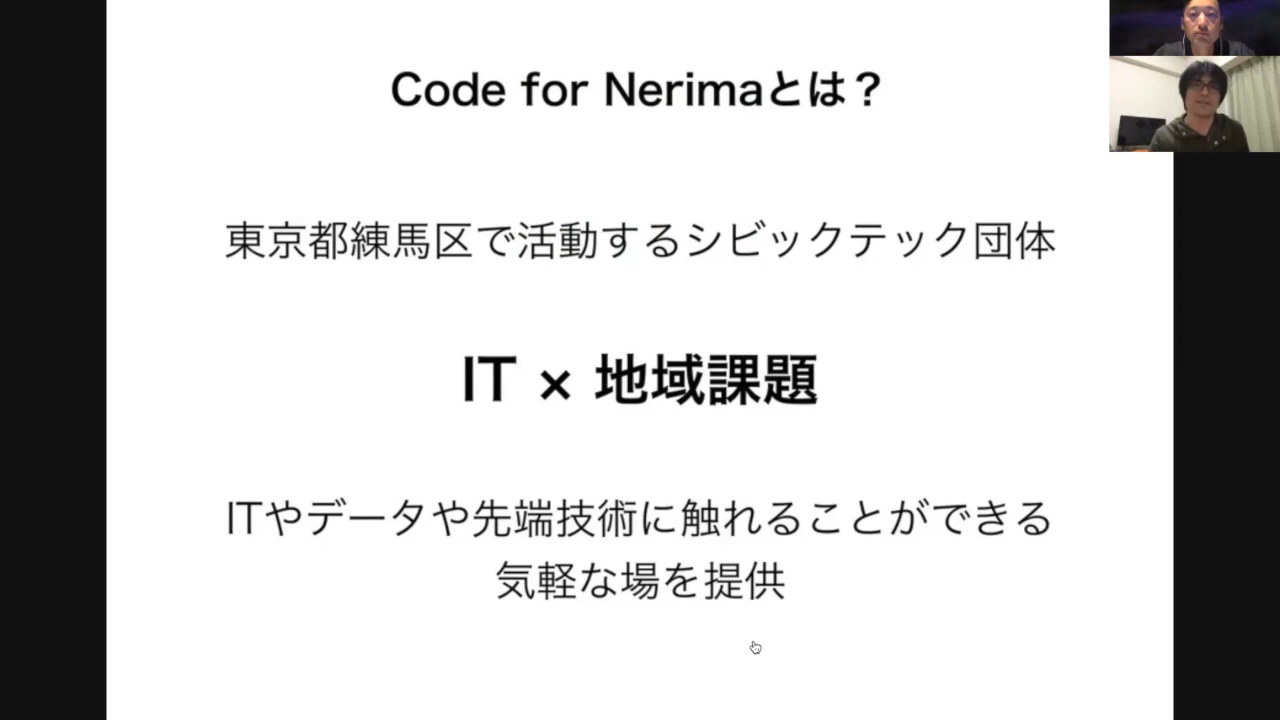 Code for Nerimaとは？
東京都練馬区で活動するシビックテック団体
IT × 地域課題
ITやデータや先端技術に触れることができる
気軽な場を提供